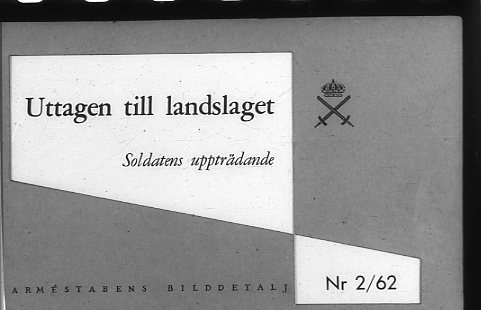 Uttagen till landslaget
Soldatens uppträdande
ARMÉSTABENS BILDDETALJ
Nr 2/62